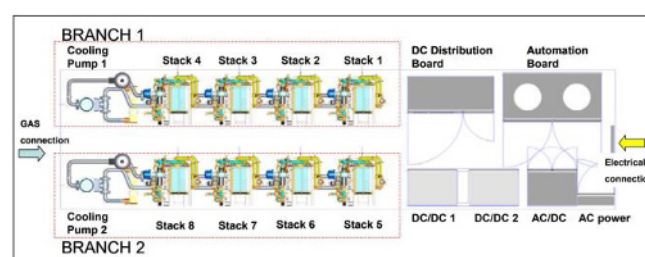 BRANCH 1
Cooling
Pump 1
Stack 4
Stack 3
Stack 2
Stack 1
DC Distribution
Board
Automation
Board
GAS
connection
Electrical
connection
Cooling
Pump 2
Stack 8
Stack 7
Stack 6
Stack 5
DC/DC 1
DC/DC 2
AC/DC
AC power
BRANCH 2